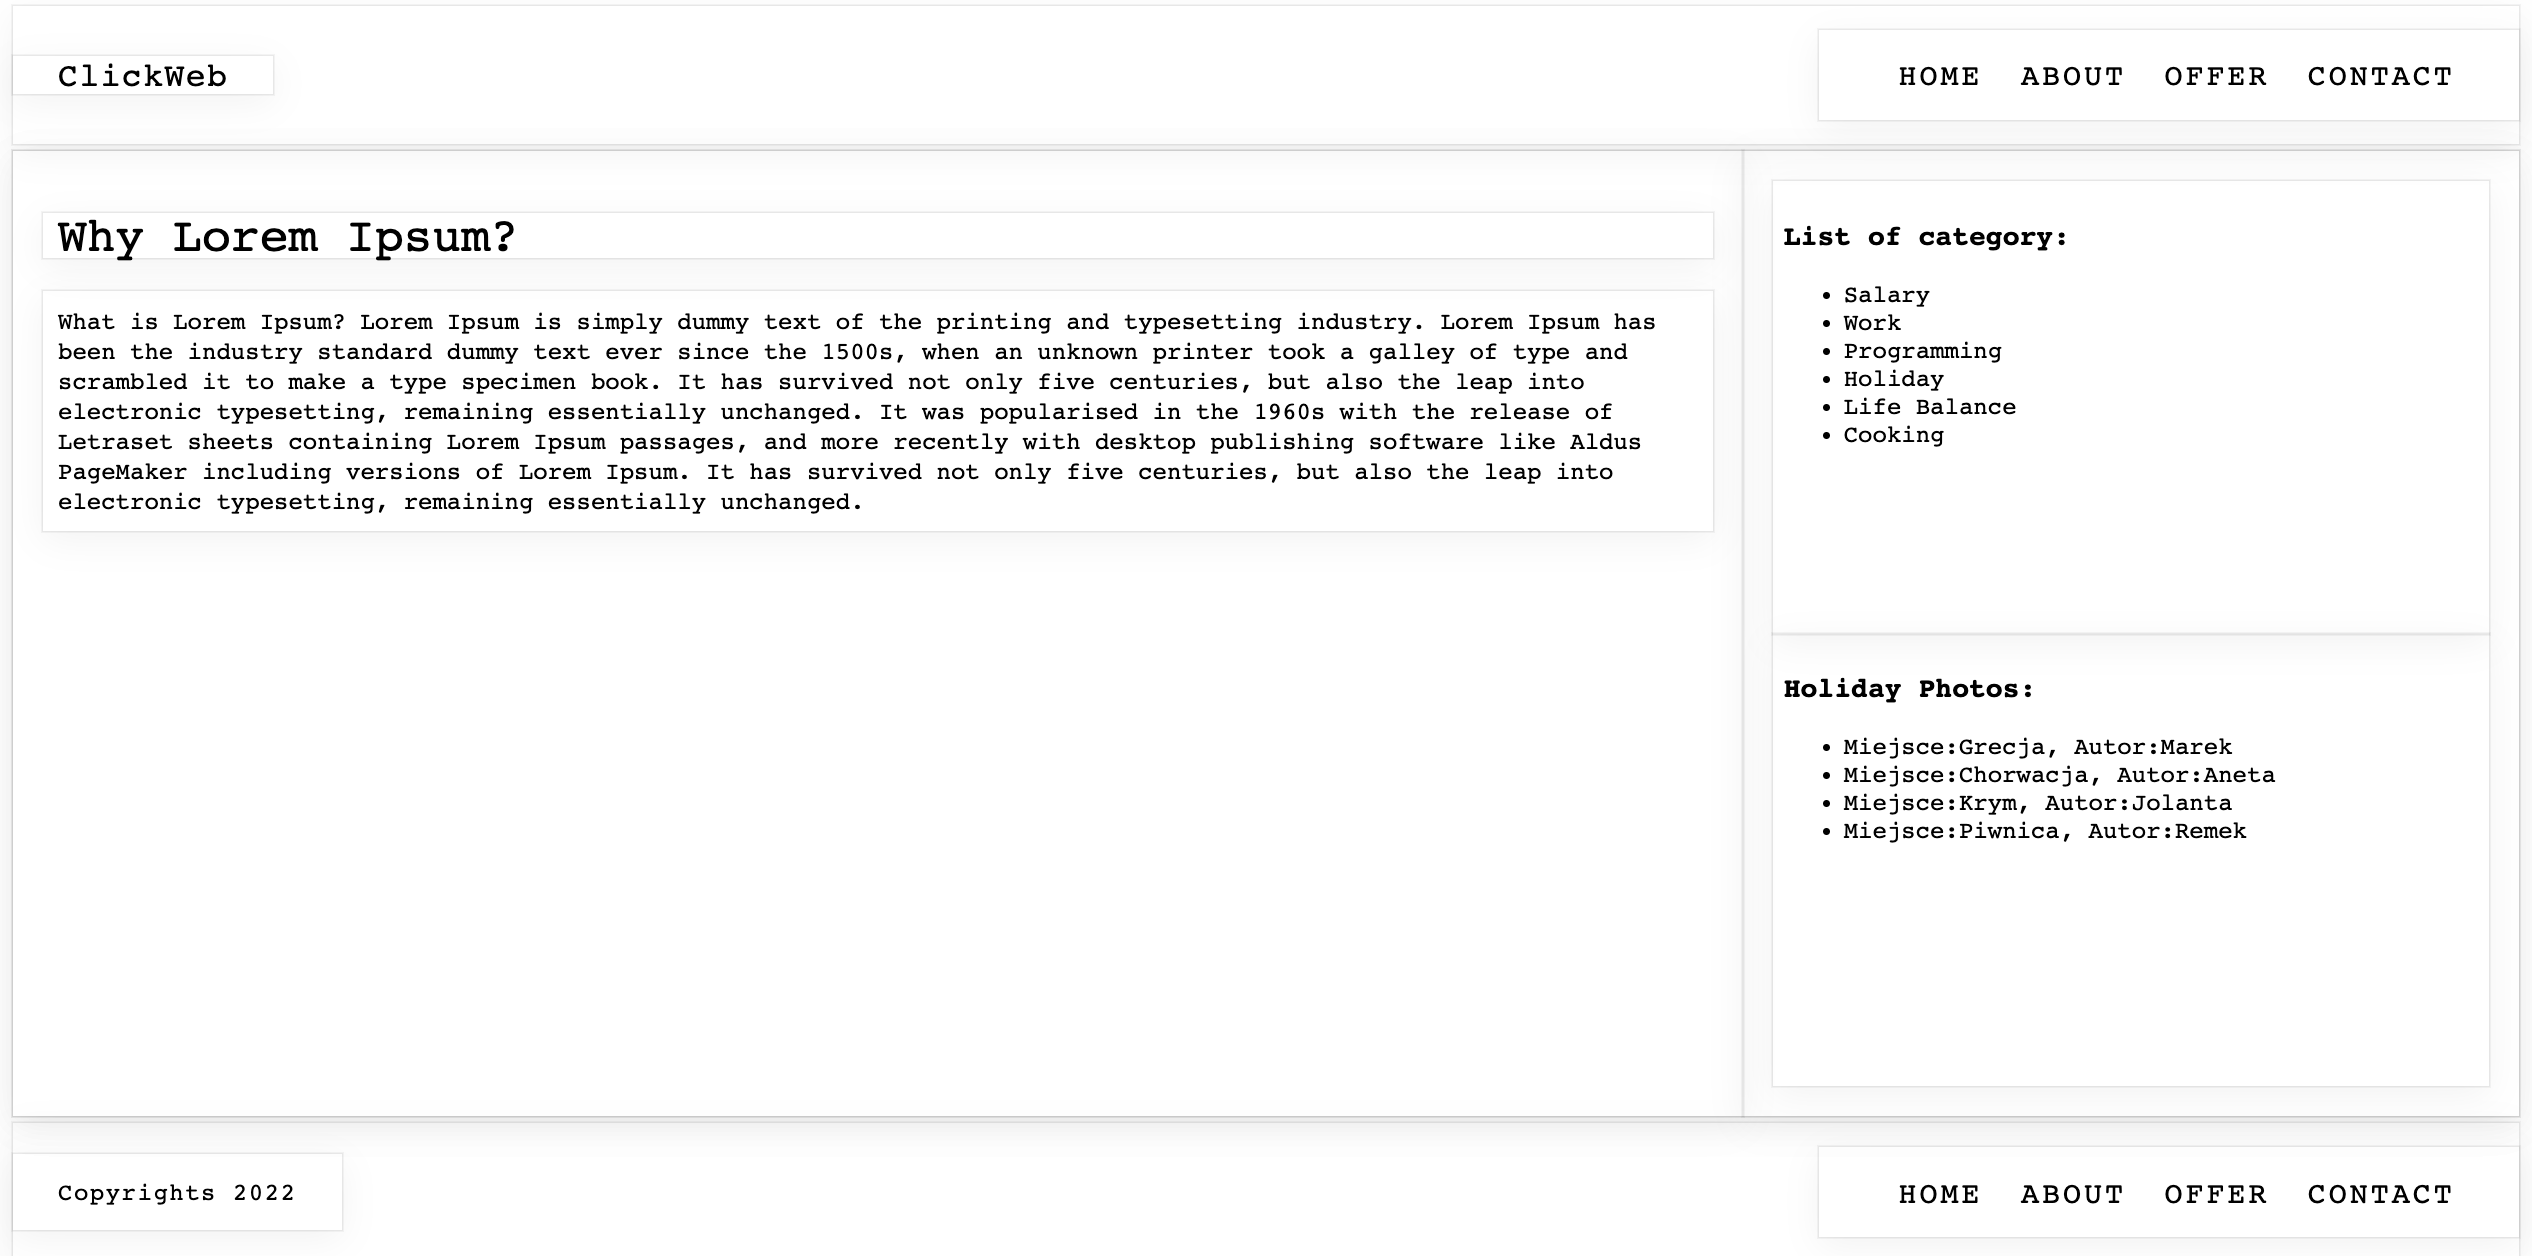 ClickWeb
HOME ABOUT OFFER CONTACT
Why Lorem Ipsum?
What is Lorem Ipsum? Lorem Ipsum is simply dummy text of the printing and typesetting industry. Lorem Ipsum has
been the industry standard dummy text ever since the 1500s, when an unknown printer took a galley of type and
scrambled it to make a type specimen book. It has survived not only five centuries, but also the leap into
electronic typesetting, remaining essentially unchanged. It was popularised in the 1960s with the release of
Letraset sheets containing Lorem Ipsum passages, and more recently with desktop publishing software like Aldus
PageMaker including versions of Lorem Ipsum. It has survived not only five centuries, but also the leap into
electronic typesetting, remaining essentially unchanged.
List of category:
• Salary
• Work
• Programming
• Holiday
• Life Balance
• Cooking
Holiday Photos:
• Miejsce:Grecja, Autor:Marek
• Miejsce:Chorwacja, Autor:Aneta
• Miejsce:Krym, Autor:Jolanta
• Miejsce:Piwnica, Autor:Remek
Copyrights 2022
HOME ABOUT OFFER CONTACT